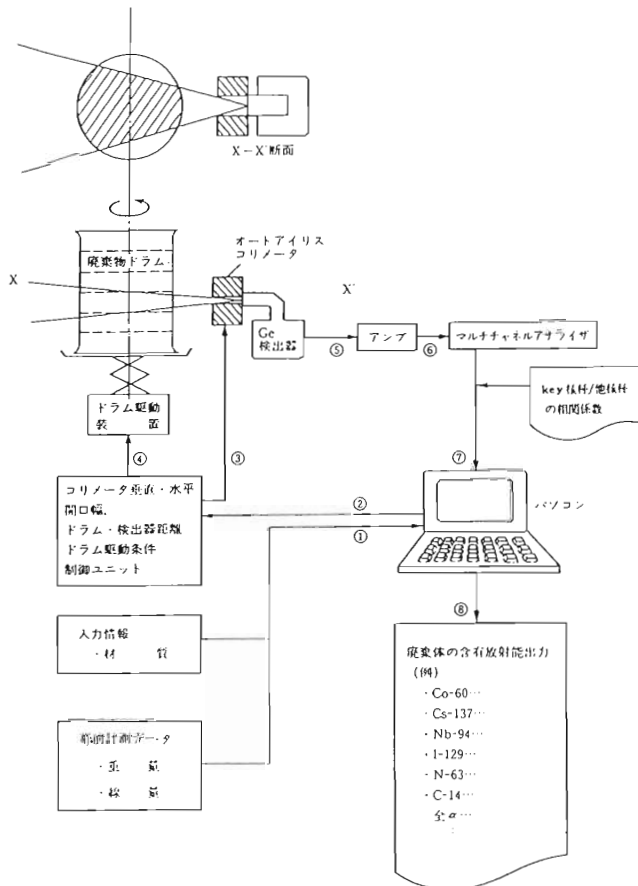 X－X'断面
オートアイリス
コリメータ
廃棄物ドラム
X
X'
Ge
検出器
⑤
アンプ
⑥
マルチチャネルアナライザ
key核種/他核種
の相関係数
ドラム駆動
装置
④
③
⑦
コリメータ垂直・水平
開口幅,
ドラム・検出器距離
ドラム駆動条件
制御ユニット
②
①
パソコン
⑧
入力情報
・材質
計測データ
・重量
・線量
廃棄体の含有放射能出力
(例)
・Co-60…
・Cs-137…
・Nb-94…
・I-129…
・N-63…
・C-14…
全α…